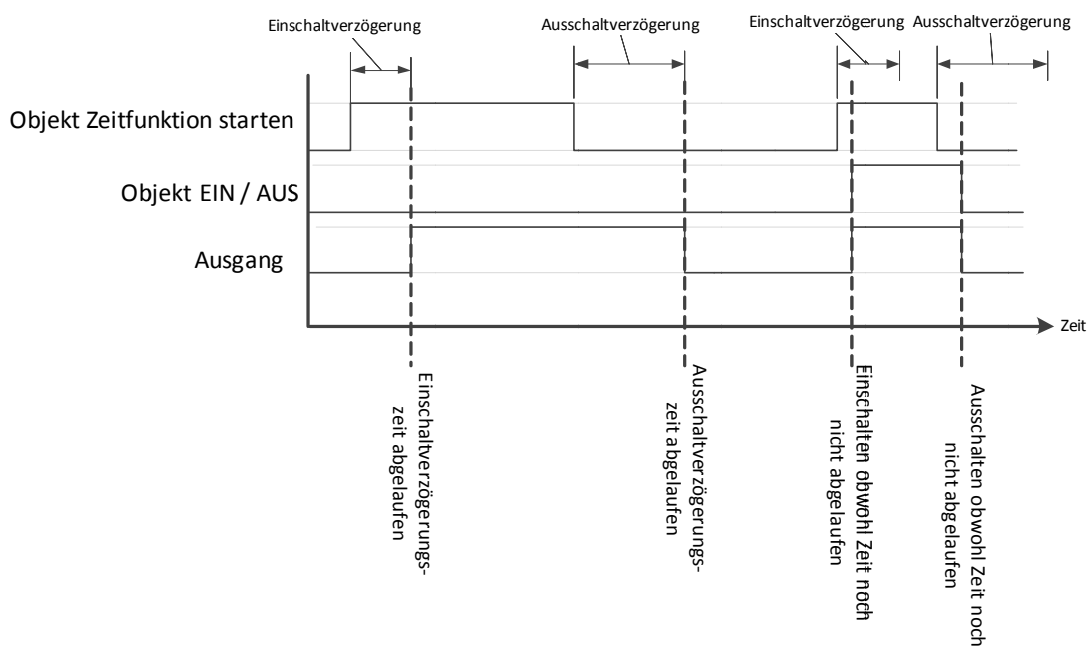 Einschaltverzögerung
Ausschaltverzögerung
Einschaltverzögerung
Ausschaltverzögerung
Objekt Zeitfunktion starten
Objekt EIN / AUS
Ausgang
Zeit
Einschaltverzögerungs-
zeit abgelaufen
Ausschaltverzögerungs-
zeit abgelaufen
Einschalten obwohl Zeit noch
nicht abgelaufen
Ausschalten obwohl Zeit noch
nicht abgelaufen